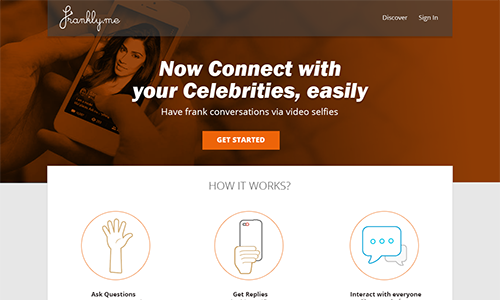 Frankly.me
Discover Sign In
Now Connect with
your Celebrities, easily
Have frank conversations via video selfies
GET STARTED
HOW IT WORKS?
Ask Questions Get Replies Interact with everyone